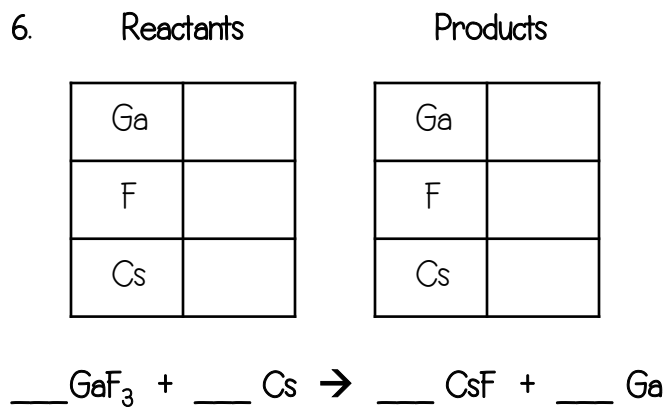 6. Reactants Products
Ga Ga
F F
Cs Cs
___GaF₃ + ___ Cs → ___ CsF + ___ Ga